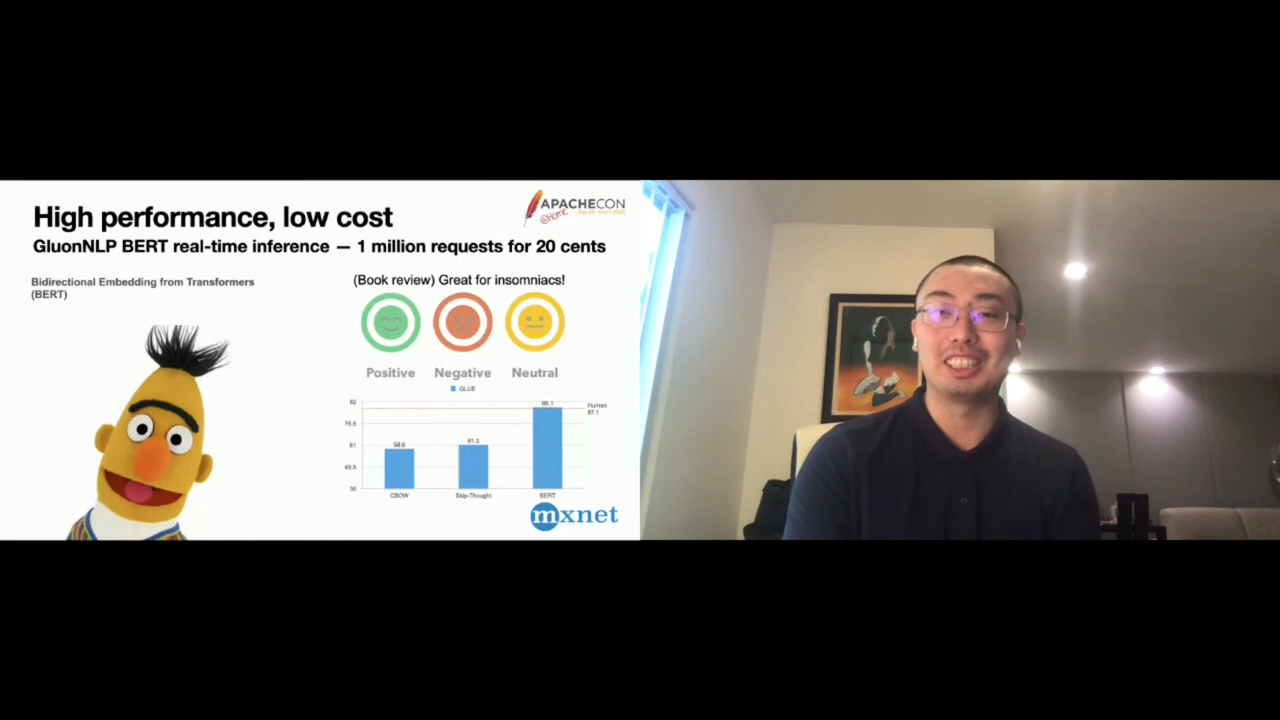 High performance, low cost
APACHECON
@Home
GluonNLP BERT real-time inference — 1 million requests for 20 cents
Bidirectional Embedding from Transformers
(BERT)
(Book review) Great for insomniacs!
Positive Negative Neutral
GLUE
92
76.5
61
45.5
30
58.6
61.3
88.1
Human
87.1
CBOW Skip-Thought BERT
mxnet